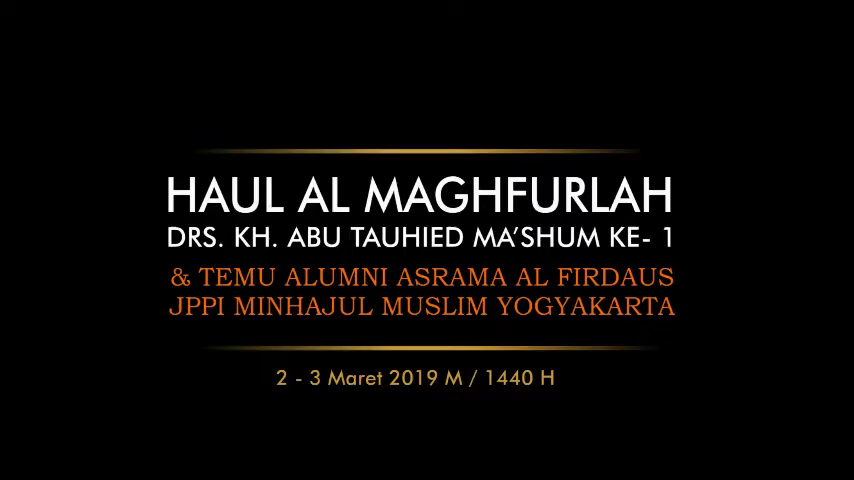 HAUL AL MAGHFURLAH
DRS. KH. ABU TAUHIED MA'SHUM KE- 1
& TEMU ALUMNI ASRAMA AL FIRDAUS
JPPI MINHAJUL MUSLIM YOGYAKARTA
2 - 3 Maret 2019 M / 1440 H